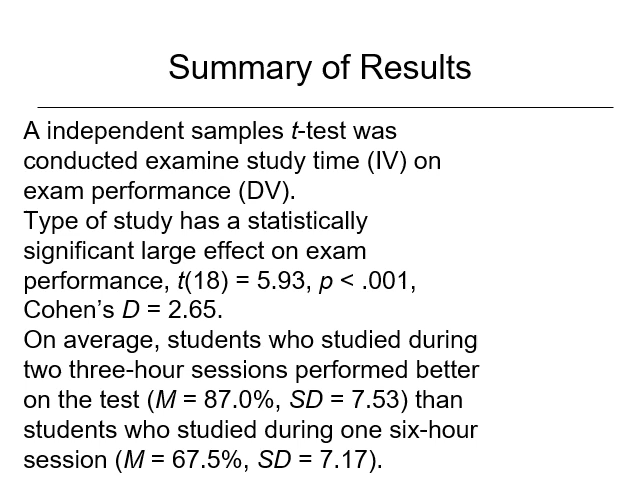 Summary of Results
A independent samples t-test was
conducted examine study time (IV) on
exam performance (DV).
Type of study has a statistically
significant large effect on exam
performance, t(18) = 5.93, p < .001,
Cohen’s D = 2.65.
On average, students who studied during
two three-hour sessions performed better
on the test (M = 87.0%, SD = 7.53) than
students who studied during one six-hour
session (M = 67.5%, SD = 7.17).